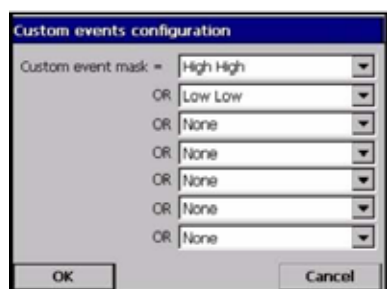 Custom events configuration
Custom event mask = High High
OR Low Low
OR None
OR None
OR None
OR None
OR None
OK Cancel